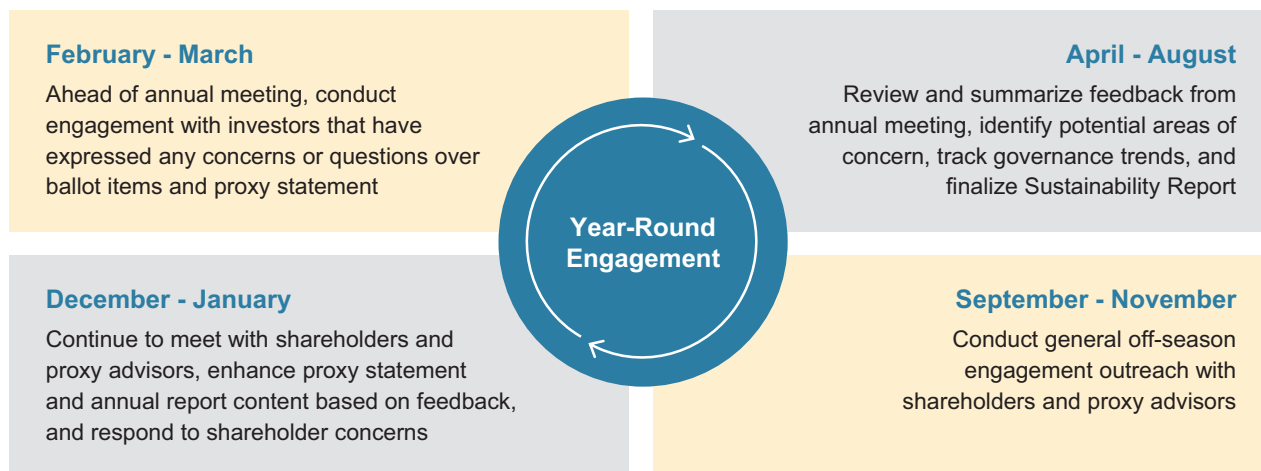 February - March
Ahead of annual meeting, conduct
engagement with investors that have
expressed any concerns or questions over
ballot items and proxy statement
April - August
Review and summarize feedback from
annual meeting, identify potential areas of
concern, track governance trends, and
finalize Sustainability Report
Year-Round
Engagement
December - January
Continue to meet with shareholders and
proxy advisors, enhance proxy statement
and annual report content based on feedback,
and respond to shareholder concerns
September - November
Conduct general off-season
engagement outreach with
shareholders and proxy advisors